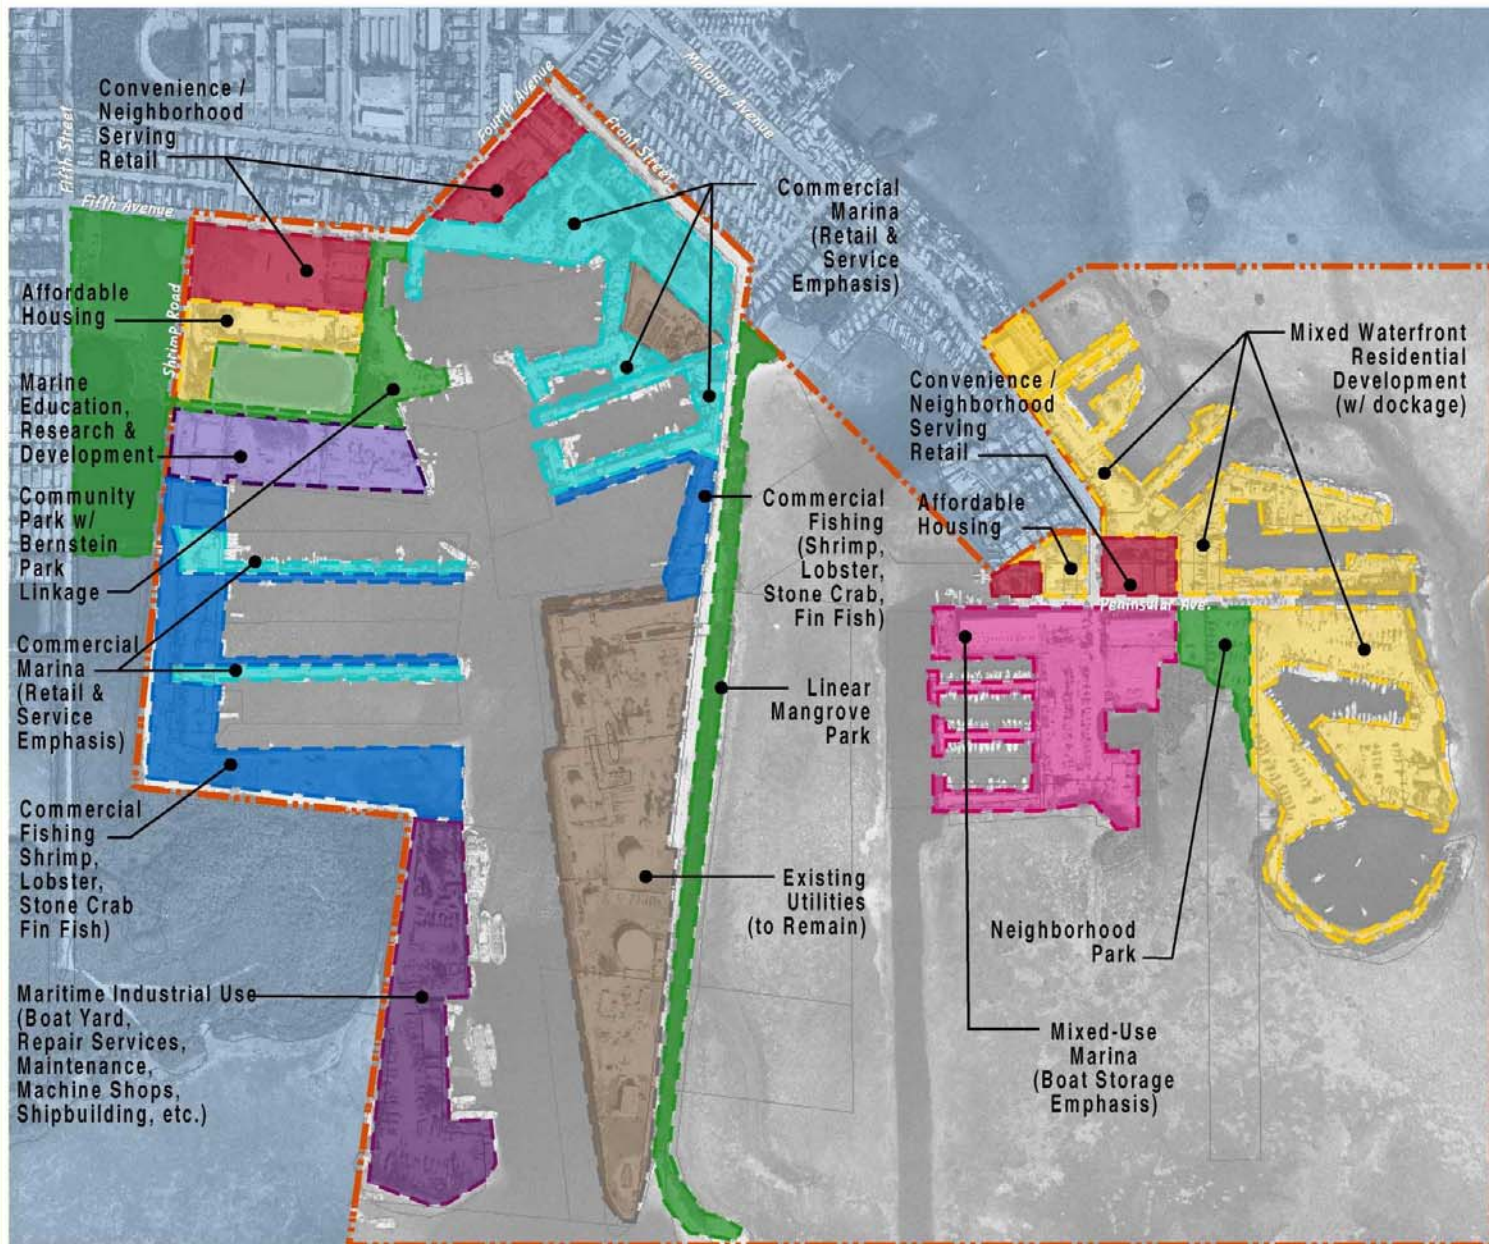 Convenience /
Neighborhood
Serving
Retail
Fifth Street
Fifth Avenue
Fourth Avenue
Front Street
Maloney Avenue
Shrimp Road
Commercial
Marina
(Retail &
Service
Emphasis)
Affordable
Housing
Marine
Education,
Research &
Development
Community
Park w/
Bernstein
Park
Linkage
Commercial
Marina
(Retail &
Service
Emphasis)
Commercial
Fishing
Shrimp,
Lobster,
Stone Crab
Fin Fish)
Maritime Industrial Use
(Boat Yard,
Repair Services,
Maintenance,
Machine Shops,
Shipbuilding, etc.)
Commercial
Fishing
(Shrimp,
Lobster,
Stone Crab,
Fin Fish)
Linear
Mangrove
Park
Existing
Utilities
(to Remain)
Convenience /
Neighborhood
Serving
Retail
Affordable
Housing
Mixed Waterfront
Residential
Development
(w/ dockage)
Peninsular Ave.
Neighborhood
Park
Mixed-Use
Marina
(Boat Storage
Emphasis)